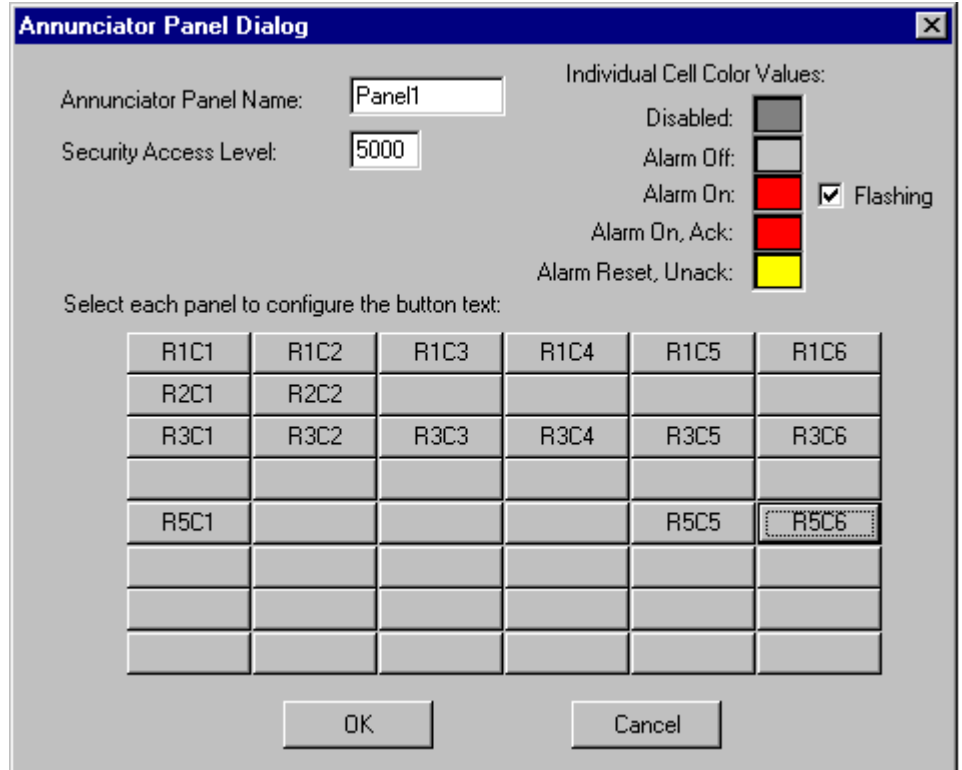 Annunciator Panel Dialog
Annunciator Panel Name: Panel1
Security Access Level: 5000
Individual Cell Color Values:
Disabled:
Alarm Off:
Alarm On: Flashing
Alarm On, Ack:
Alarm Reset, Unack:
Select each panel to configure the button text:
R1C1 R1C2 R1C3 R1C4 R1C5 R1C6
R2C1 R2C2
R3C1 R3C2 R3C3 R3C4 R3C5 R3C6
R5C1 R5C5 R5C6
OK Cancel